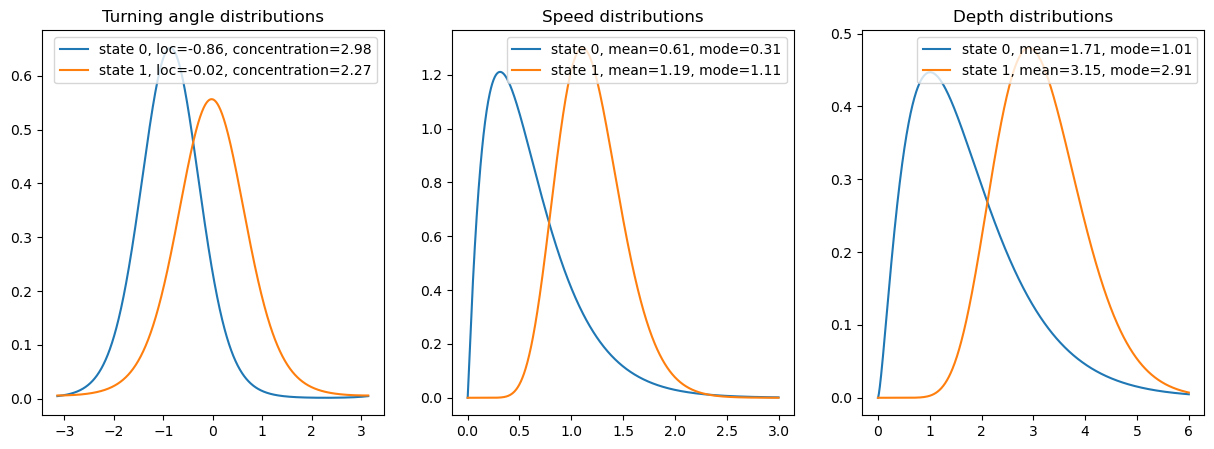 Turning angle distributions
state 0, loc=-0.86, concentration=2.98
state 1, loc=-0.02, concentration=2.27
0.6
0.5
0.4
0.3
0.2
0.1
0.0
−3 −2 −1 0 1 2 3
Speed distributions
state 0, mean=0.61, mode=0.31
state 1, mean=1.19, mode=1.11
1.2
1.0
0.8
0.6
0.4
0.2
0.0
0.0 0.5 1.0 1.5 2.0 2.5 3.0
Depth distributions
state 0, mean=1.71, mode=1.01
state 1, mean=3.15, mode=2.91
0.5
0.4
0.3
0.2
0.1
0.0
0 1 2 3 4 5 6